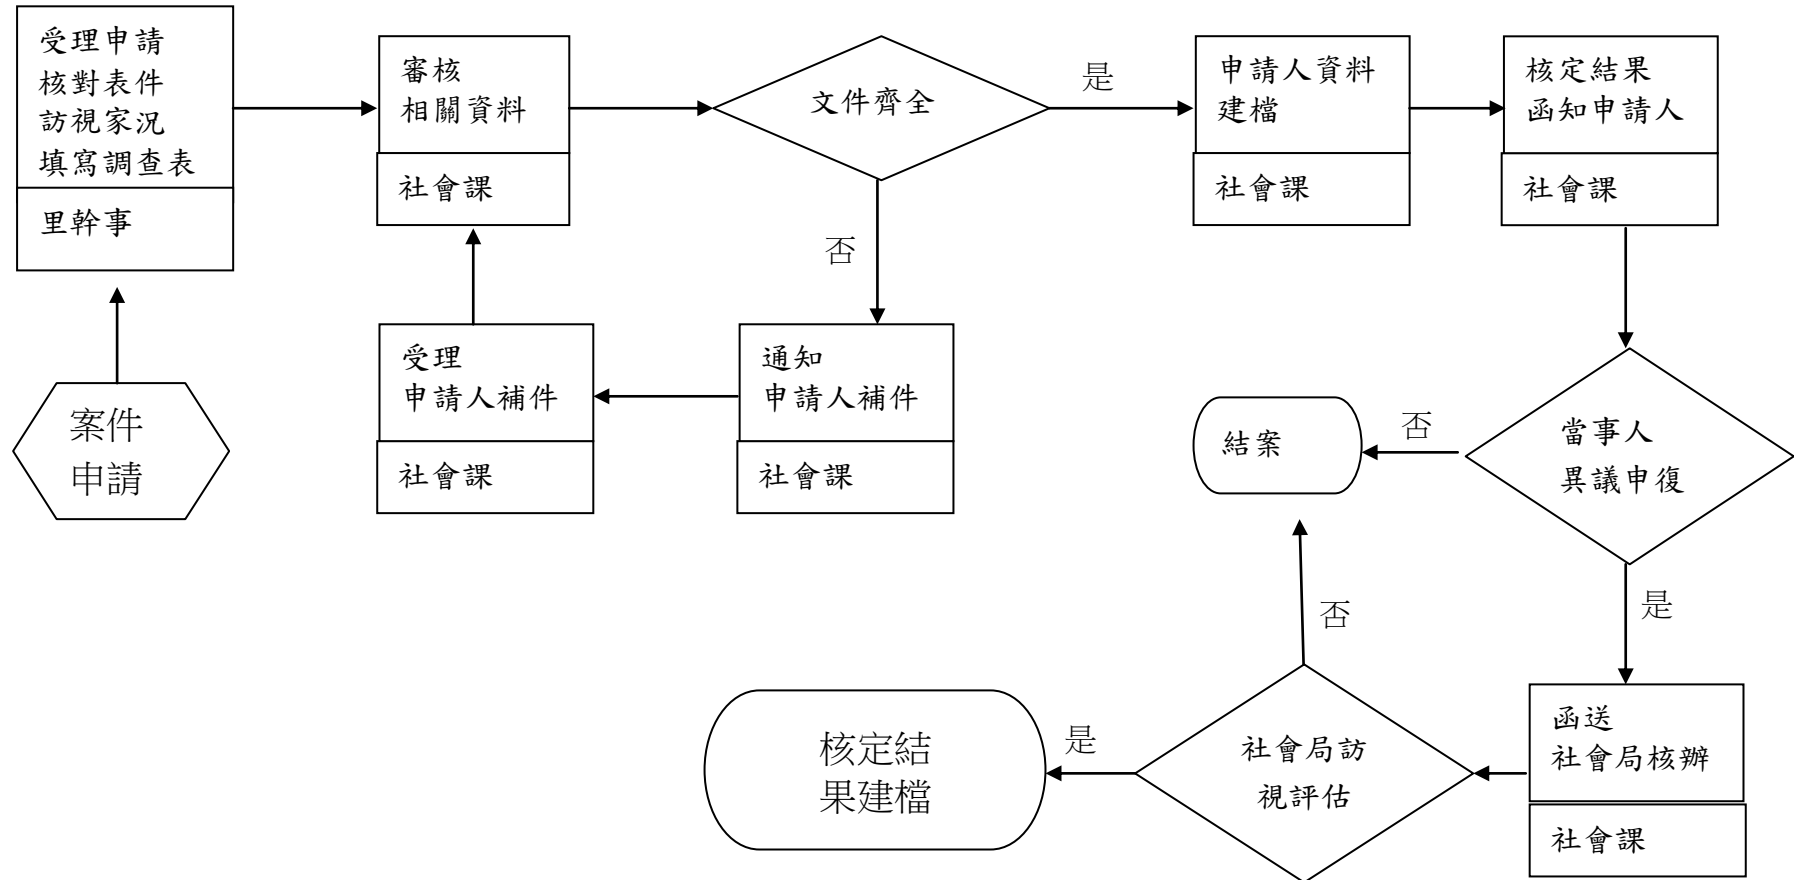 受理申請
核對表件
訪視家況
填寫調查表
里幹事
審核
相關資料
社會課
文件齊全
是
申請人資料
建檔
社會課
核定結果
函知申請人
社會課
否
案件
申請
受理
申請人補件
社會課
通知
申請人補件
社會課
結案
否
當事人
異議申復
否
是
核定結
果建檔
是
社會局訪
視評估
函送
社會局核辦
社會課